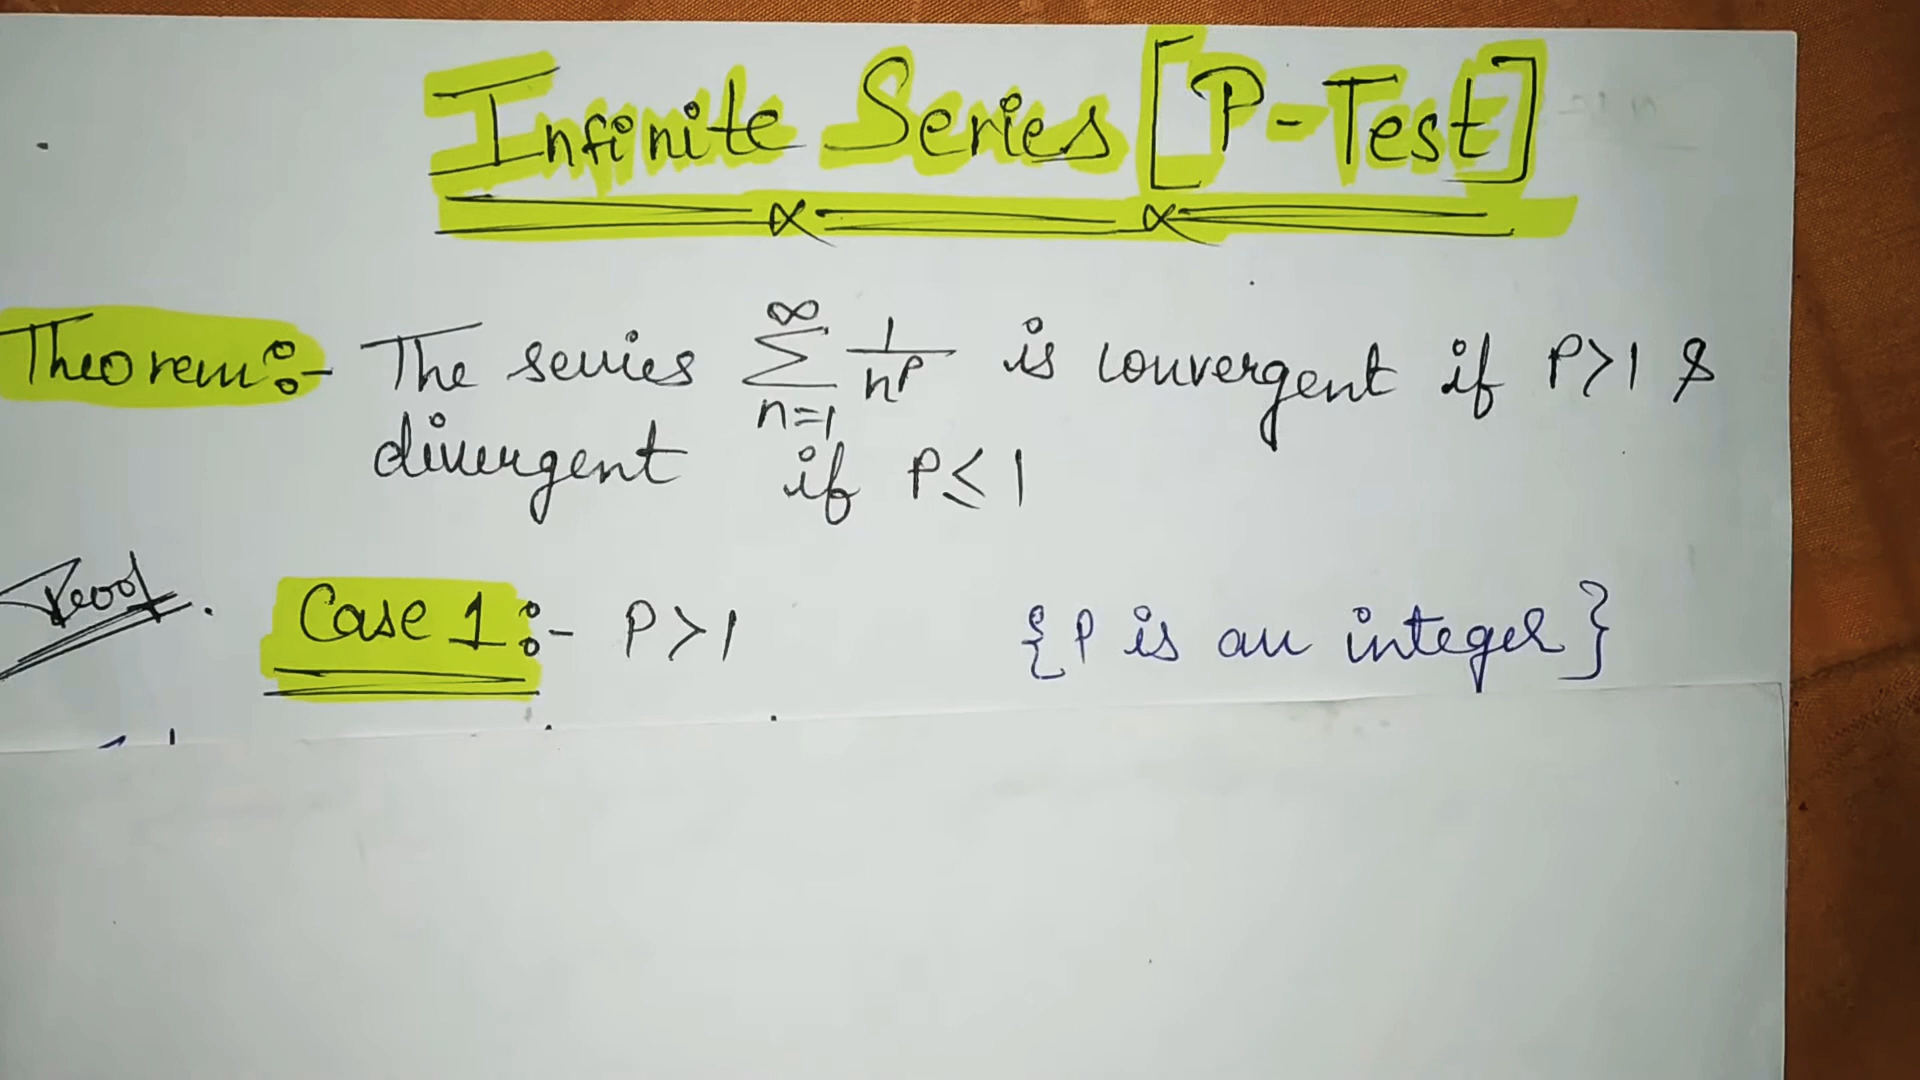 Infinite Series [P-Test]
Theorem:- The series ∑_{n=1}^{∞} 1/n^p is convergent if P>1 &
divergent if P≤1
Proof. Case 1:- P>1 {P is an integer}